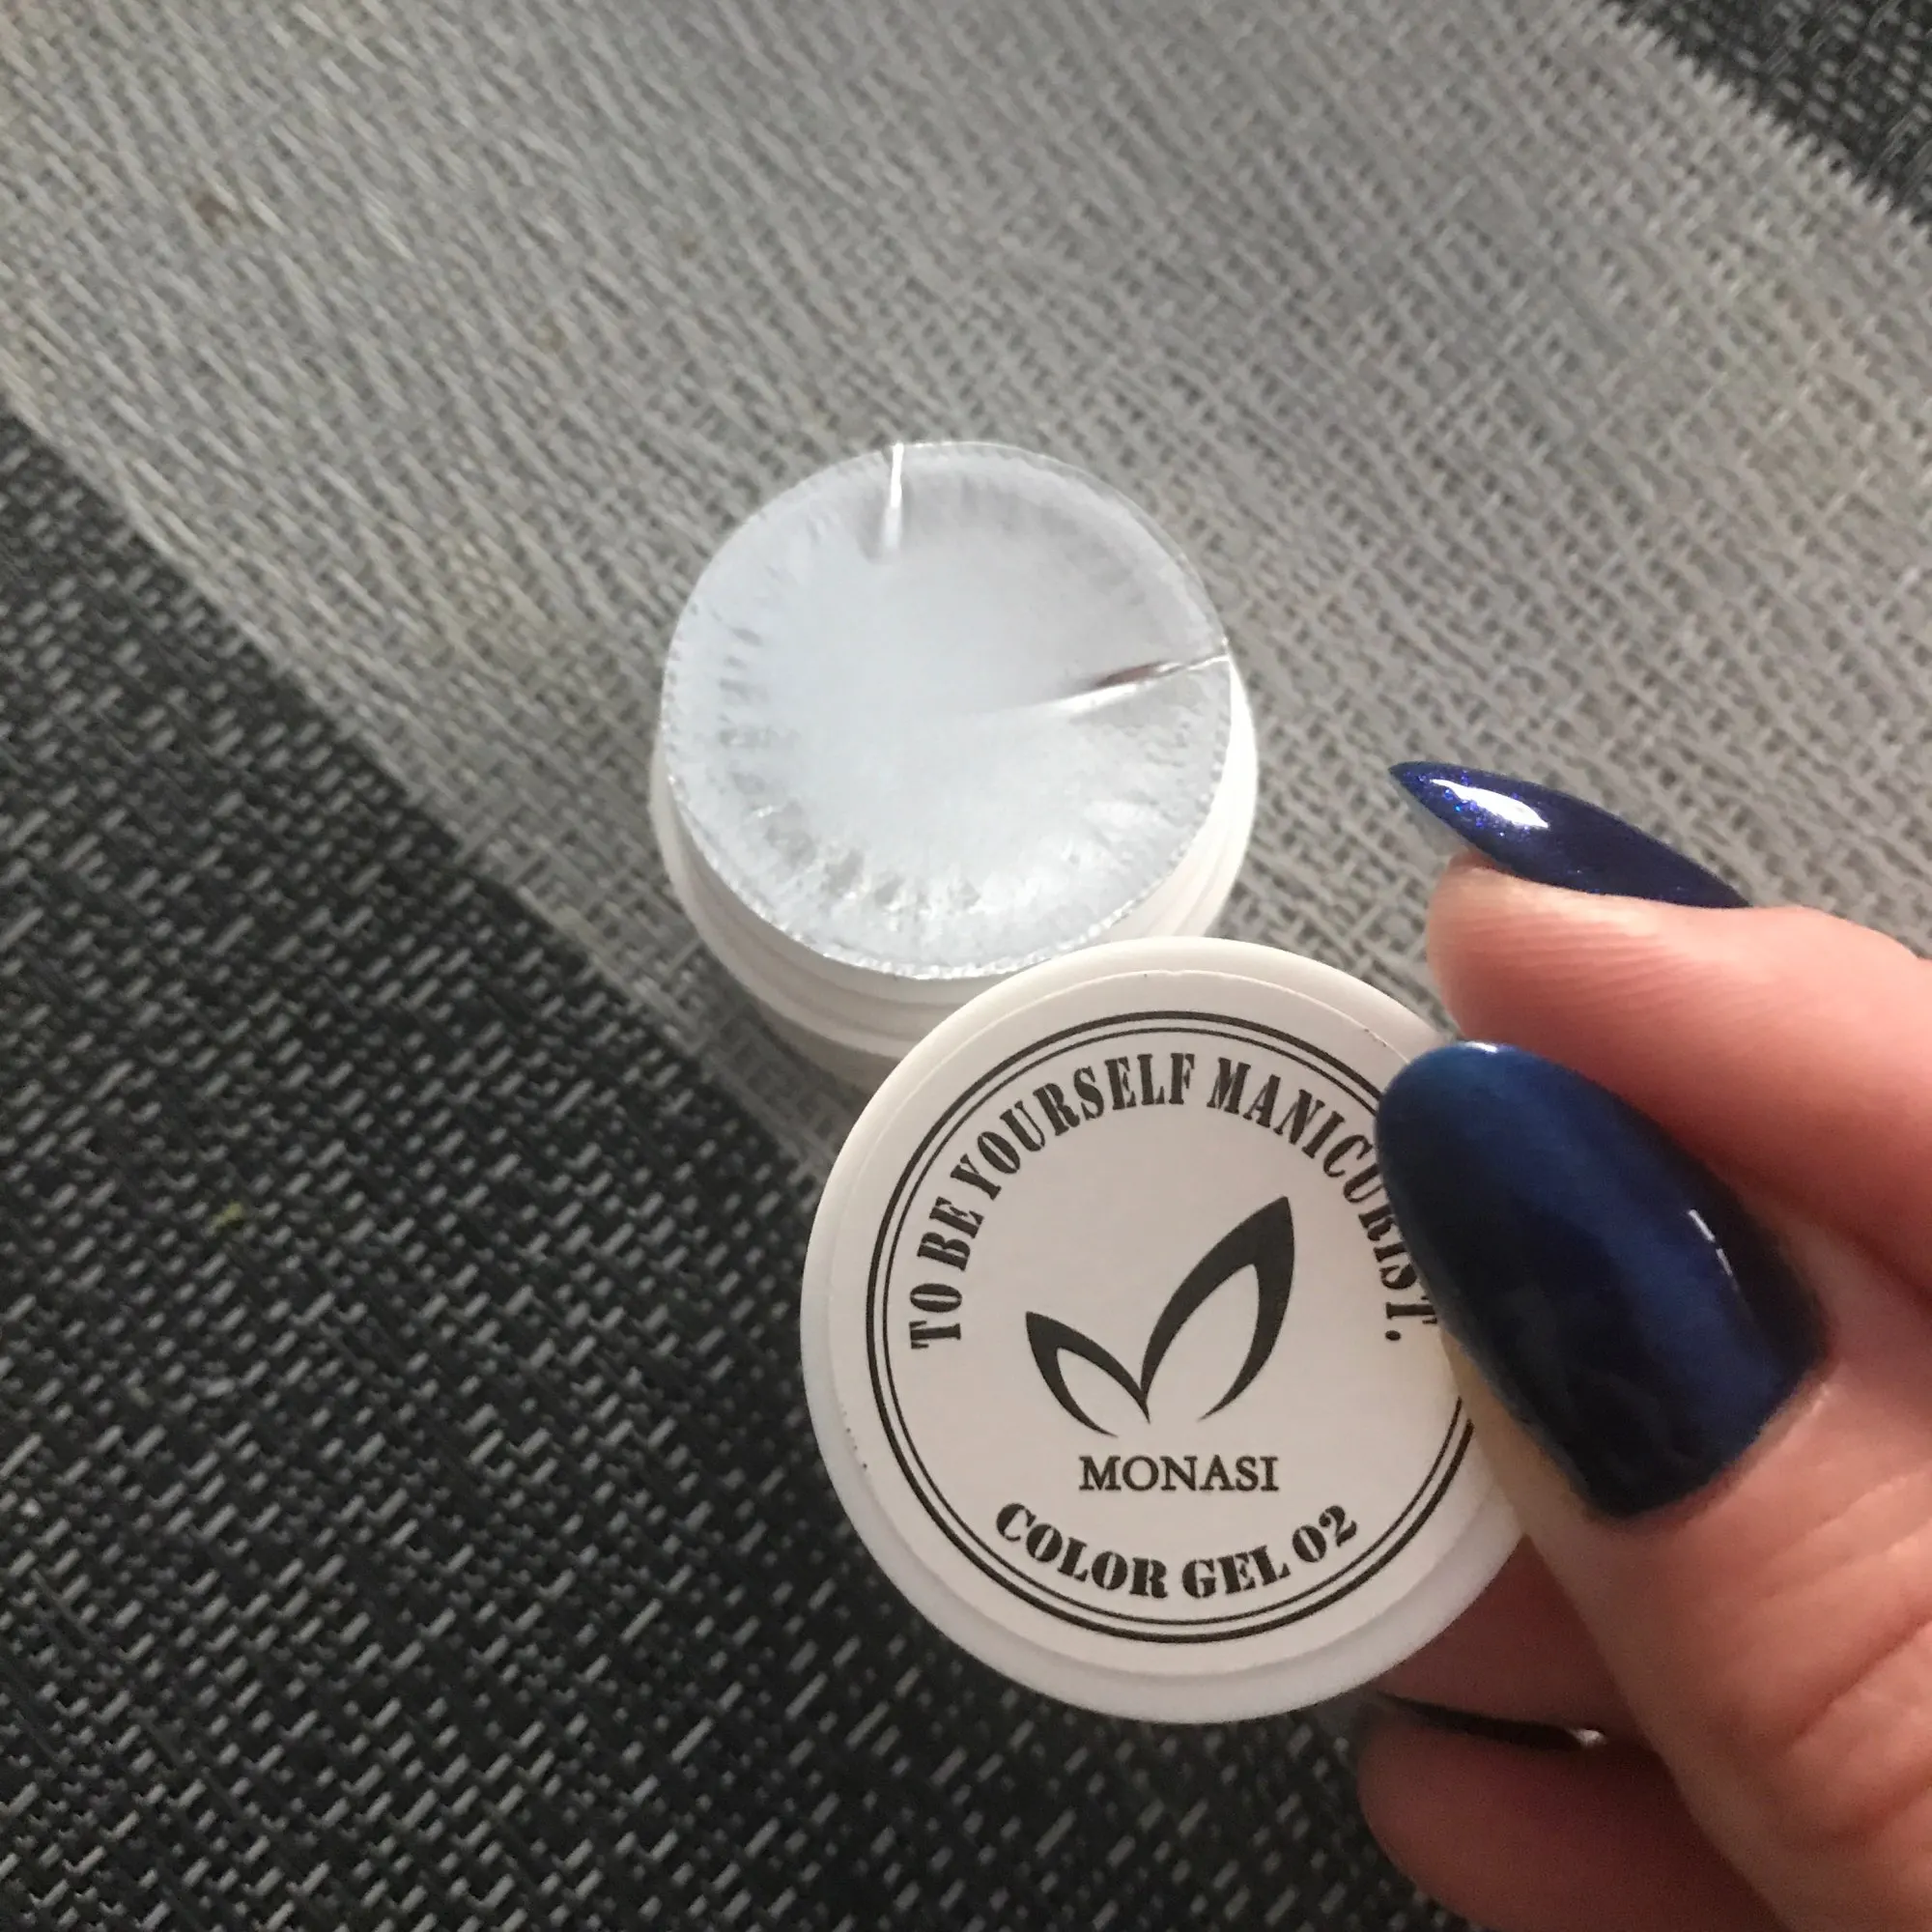 TO BE YOURSELF MANICURIST.
MONASI
COLOR GEL 02